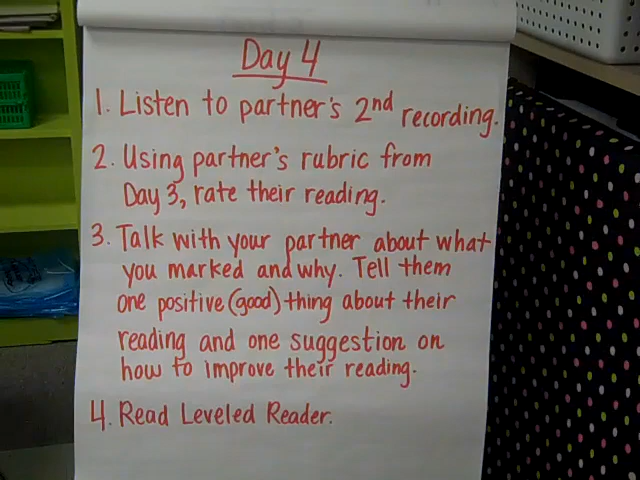 Day 4
1. Listen to partner's 2nd recording.
2. Using partner's rubric from
Day 3, rate their reading.
3. Talk with your partner about what
you marked and why. Tell them
one positive (good) thing about their
reading and one suggestion on
how to improve their reading.
4. Read Leveled Reader.